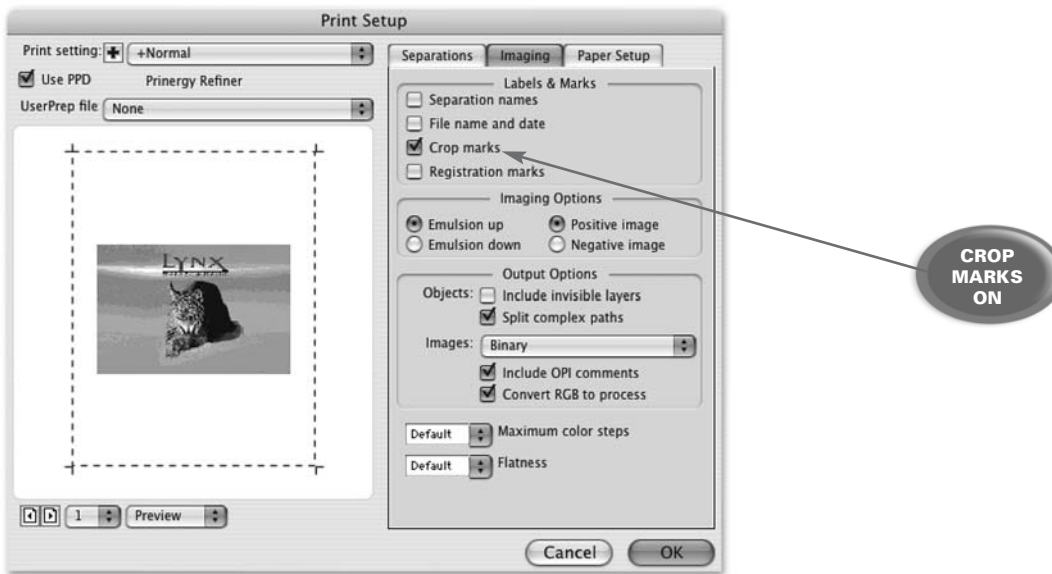 Print Setup
Print setting: +Normal
Use PPD Prinergy Refiner
UserPrep file None
LYNX
1 Preview
Separations Imaging Paper Setup
Labels & Marks
Separation names
File name and date
Crop marks
Registration marks
Imaging Options
Emulsion up Positive image
Emulsion down Negative image
Output Options
Objects: Include invisible layers
Split complex paths
Images: Binary
Include OPI comments
Convert RGB to process
Default Maximum color steps
Default Flatness
Cancel OK
CROP
MARKS
ON